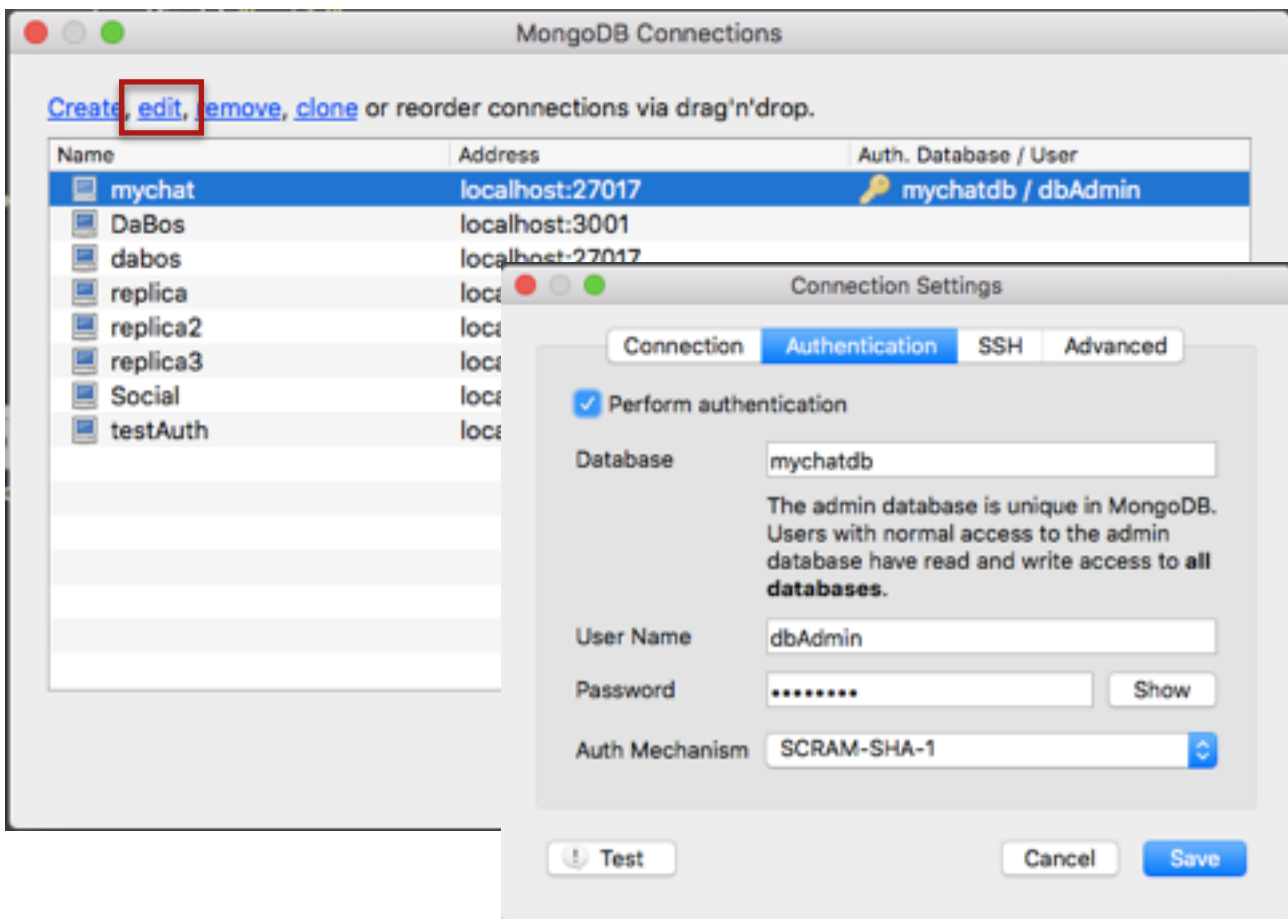 MongoDB Connections
Create, edit, remove, clone or reorder connections via drag'n'drop.
Name Address Auth. Database / User
mychat localhost:27017 mychatdb / dbAdmin
DaBos localhost:3001
dabos localhost:27017
replica
replica2
replica3
Social
testAuth
Connection Settings
Connection Authentication SSH Advanced
Perform authentication
Database mychatdb
The admin database is unique in MongoDB.
Users with normal access to the admin
database have read and write access to all
databases.
User Name dbAdmin
Password •••••••• Show
Auth Mechanism SCRAM-SHA-1
Test Cancel Save